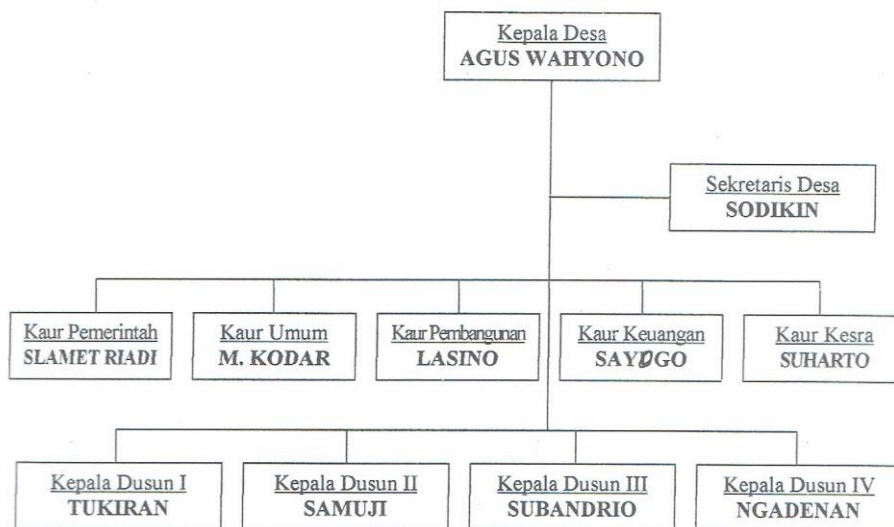 Kepala Desa
AGUS WAHYONO
Sekretaris Desa
SODIKIN
Kaur Pemerintah
SLAMET RIADI
Kaur Umum
M. KODAR
Kaur Pembangunan
LASINO
Kaur Keuangan
SAYOGO
Kaur Kesra
SUHARTO
Kepala Dusun I
TUKIRAN
Kepala Dusun II
SAMUJI
Kepala Dusun III
SUBANDRIO
Kepala Dusun IV
NGADENAN